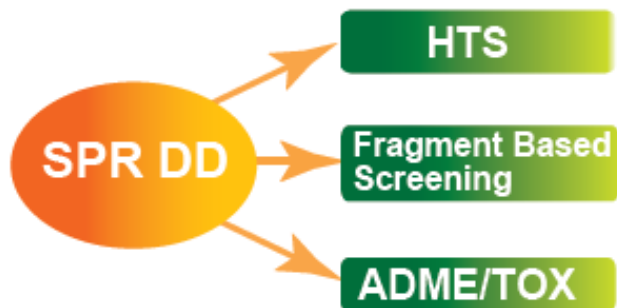 HTS
SPR DD
Fragment Based
Screening
ADME/TOX